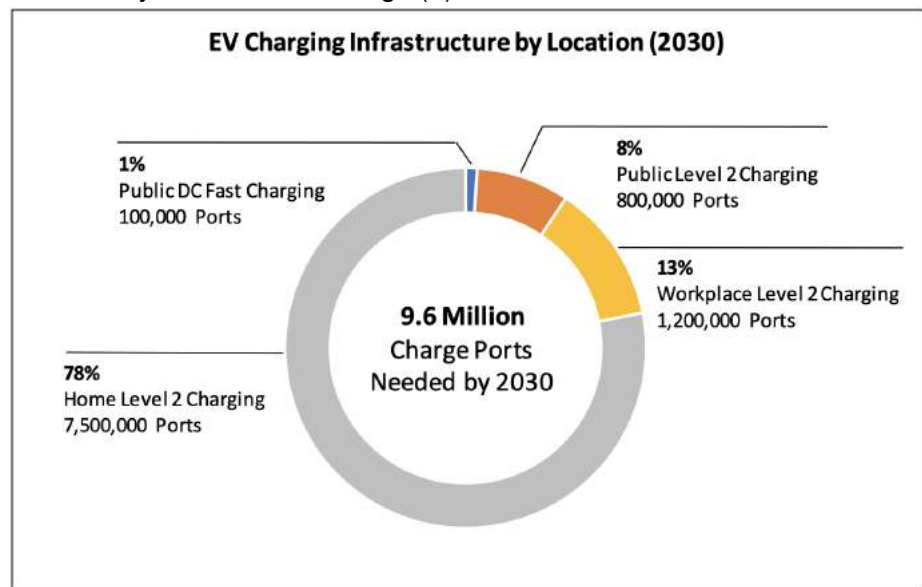 EV Charging Infrastructure by Location (2030)
1%
Public DC Fast Charging
100,000 Ports
8%
Public Level 2 Charging
800,000 Ports
13%
Workplace Level 2 Charging
1,200,000 Ports
9.6 Million
Charge Ports
Needed by 2030
78%
Home Level 2 Charging
7,500,000 Ports